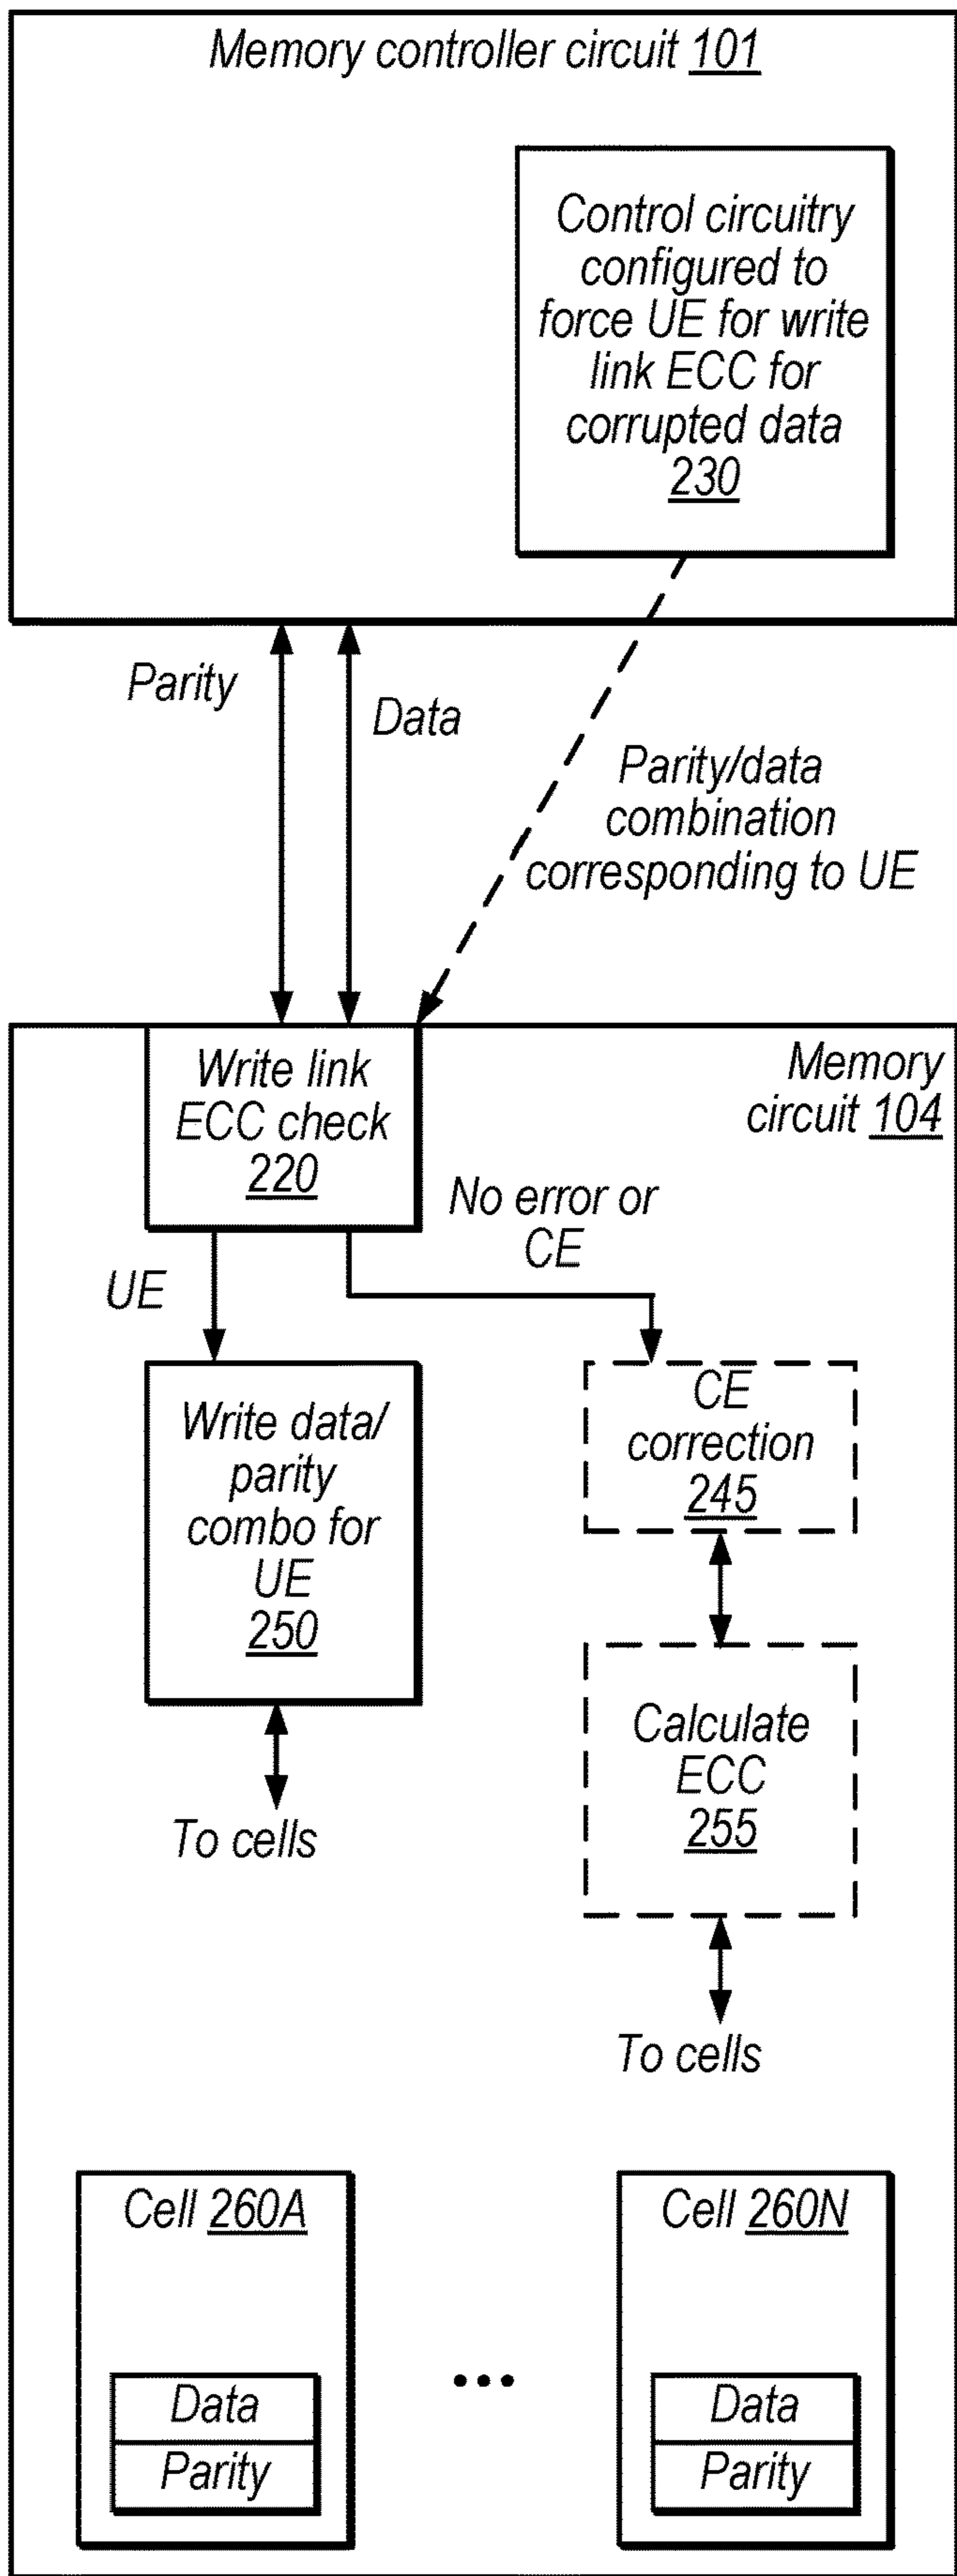 Memory controller circuit 101
Control circuitry
configured to
force UE for write
link ECC for
corrupted data
230
Parity
Data
Parity/data
combination
corresponding to UE
Write link
ECC check
220
Memory
circuit 104
No error or
CE
UE
Write data/
parity
combo for
UE
250
CE
correction
245
Calculate
ECC
255
To cells
To cells
Cell 260A
Data
Parity
...
Cell 260N
Data
Parity